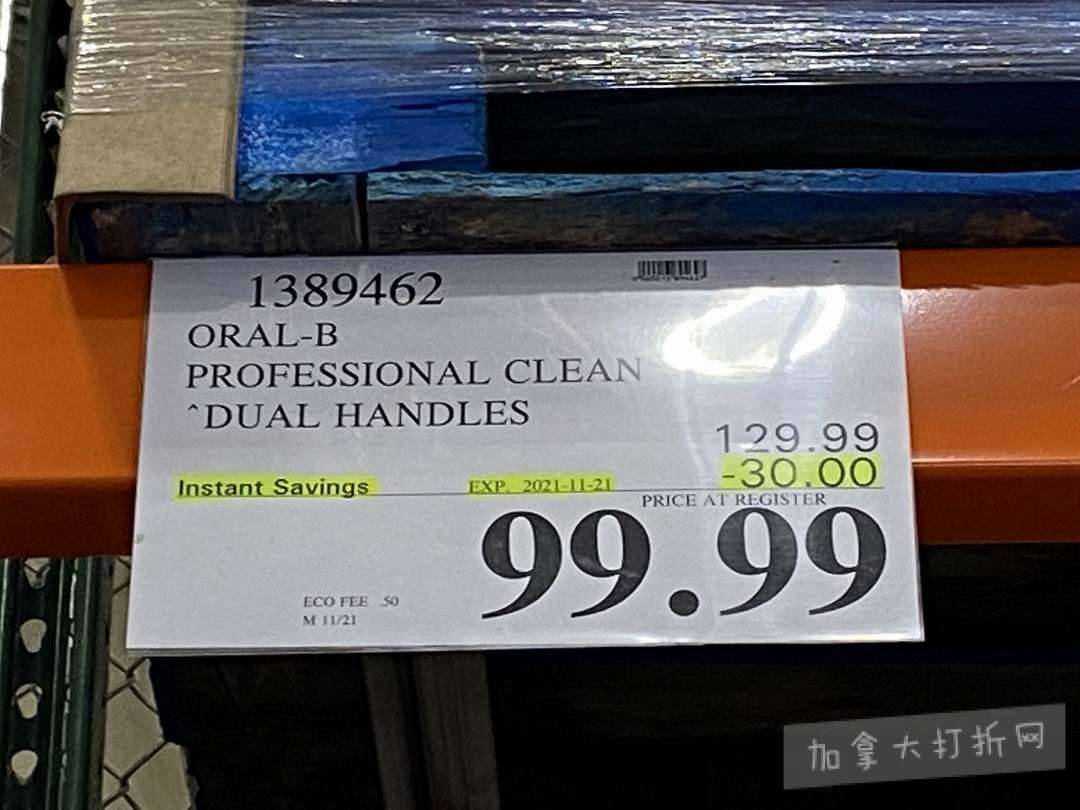 1389462
ORAL-B
PROFESSIONAL CLEAN
^DUAL HANDLES
129.99
-30.00
Instant Savings EXP. 2021-11-21
PRICE AT REGISTER
99.99
ECO FEE .50
M 11/21
加拿大打折网